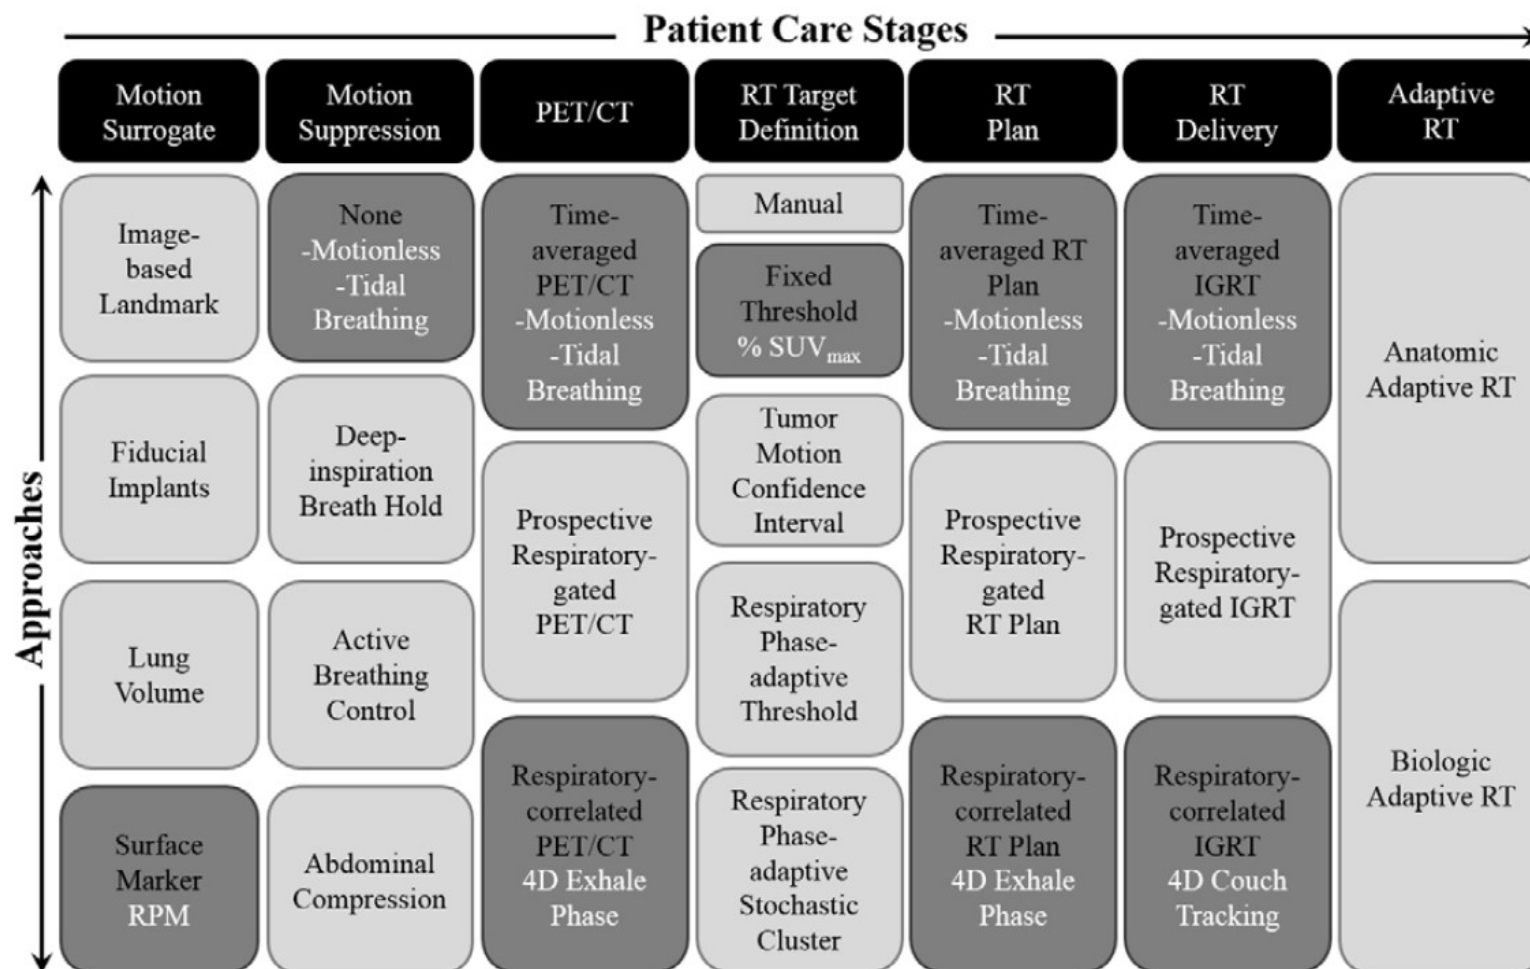 Patient Care Stages
Motion
Surrogate
Motion
Suppression
PET/CT
RT Target
Definition
RT
Plan
RT
Delivery
Adaptive
RT
Approaches
Image-
based
Landmark
Fiducial
Implants
Lung
Volume
Surface
Marker
RPM
None
-Motionless
-Tidal
Breathing
Deep-
inspiration
Breath Hold
Active
Breathing
Control
Abdominal
Compression
Time-
averaged
PET/CT
-Motionless
-Tidal
Breathing
Prospective
Respiratory-
gated
PET/CT
Respiratory-
correlated
PET/CT
4D Exhale
Phase
Manual
Fixed
Threshold
% SUVmax
Tumor
Motion
Confidence
Interval
Respiratory
Phase-
adaptive
Threshold
Respiratory
Phase-
adaptive
Stochastic
Cluster
Time-
averaged RT
Plan
-Motionless
-Tidal
Breathing
Prospective
Respiratory-
gated
RT Plan
Respiratory-
correlated
RT Plan
4D Exhale
Phase
Time-
averaged
IGRT
-Motionless
-Tidal
Breathing
Prospective
Respiratory-
gated IGRT
Respiratory-
correlated
IGRT
4D Couch
Tracking
Anatomic
Adaptive RT
Biologic
Adaptive RT